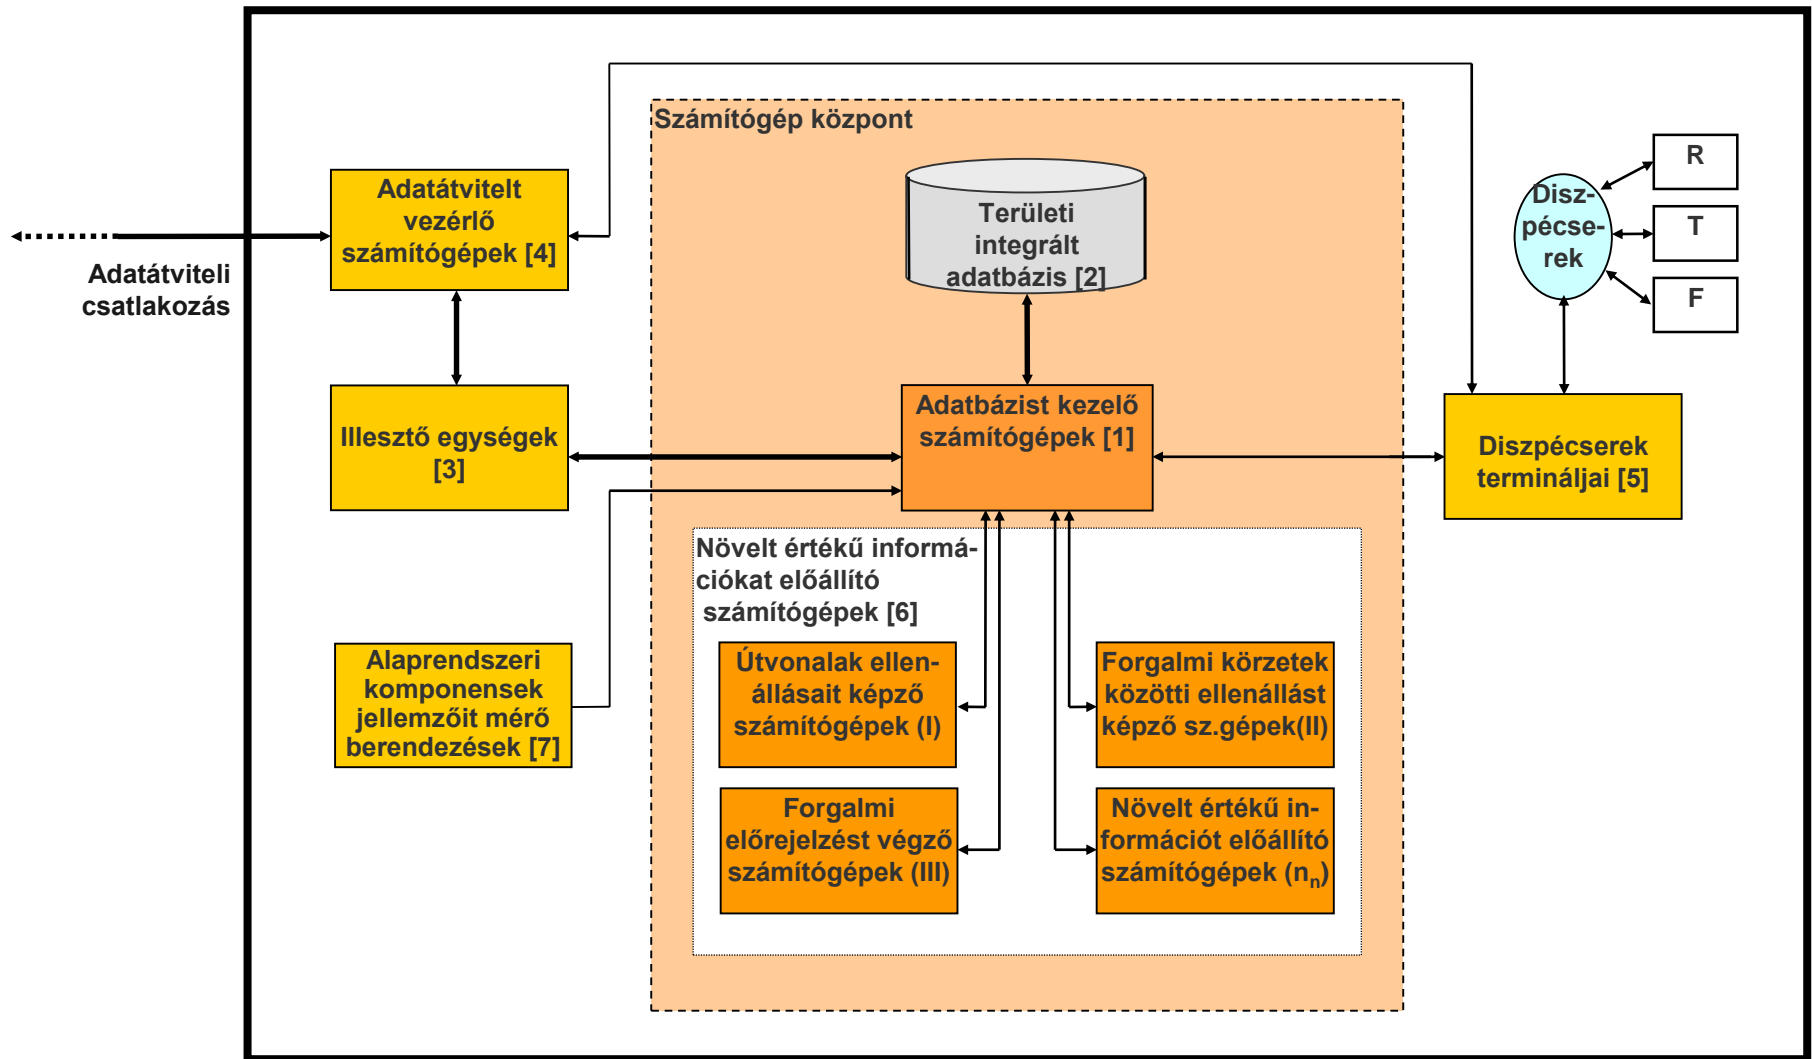 Számítógép központ
Adatátvitelt
vezérlő
számítógépek [4]
Területi
integrált
adatbázis [2]
Disz-
pécse-
rek
R
T
F
Adatátviteli
csatlakozás
Illesztő egységek
[3]
Adatbázist kezelő
számítógépek [1]
Diszpécserek
termináljai [5]
Növelt értékű informá-
ciókat előállító
számítógépek [6]
Alaprendszeri
komponensek
jellemzőit mérő
berendezések [7]
Útvonalak ellen-
állásait képző
számítógépek (I)
Forgalmi körzetek
közötti ellenállást
képző sz.gépek(II)
Forgalmi
előrejelzést végző
számítógépek (III)
Növelt értékű in-
formációt előállító
számítógépek (nₙ)